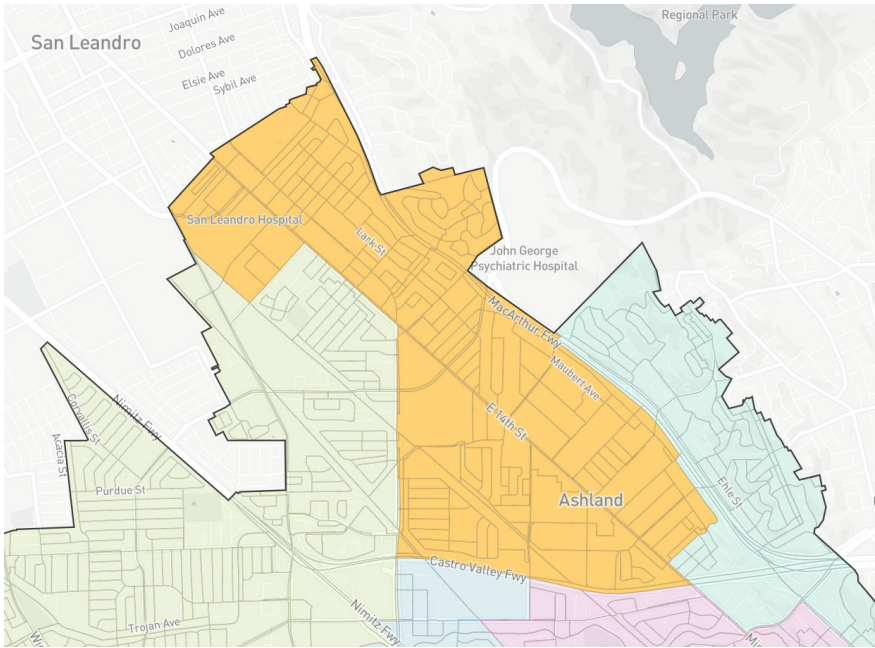 Regional Park
Joaquin Ave
San Leandro
Dolores Ave
Elsie Ave
Sybil Ave
San Leandro Hospital
Lark St
John George
Psychiatric Hospital
MacArthur Fwy
Maubert Ave
Nimitz Fwy
Corvallis St
E 14th St
Acacia St
Purdue St
Ashland
Ehle St
Castro Valley Fwy
Nimitz Fwy
Trojan Ave